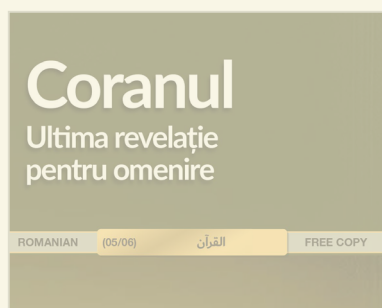 Coranul
Ultima revelație
pentru omenire
ROMANIAN (05/06) القرآن FREE COPY